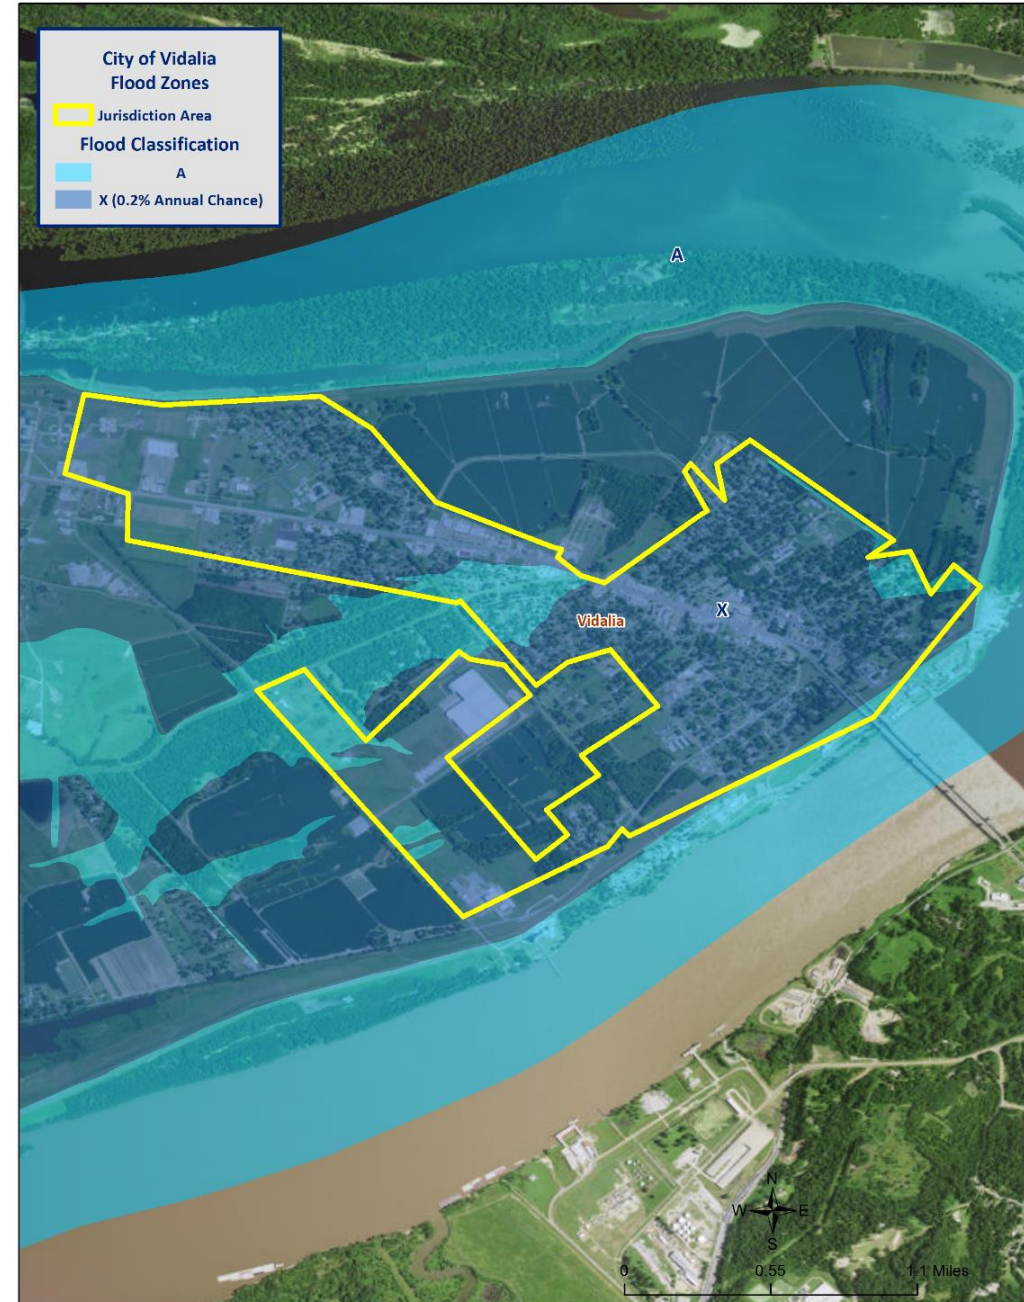 City of Vidalia
Flood Zones
Jurisdiction Area
Flood Classification
A
X (0.2% Annual Chance)
A
X
Vidalia
N
W E
S
0 0.55 1.1 Miles